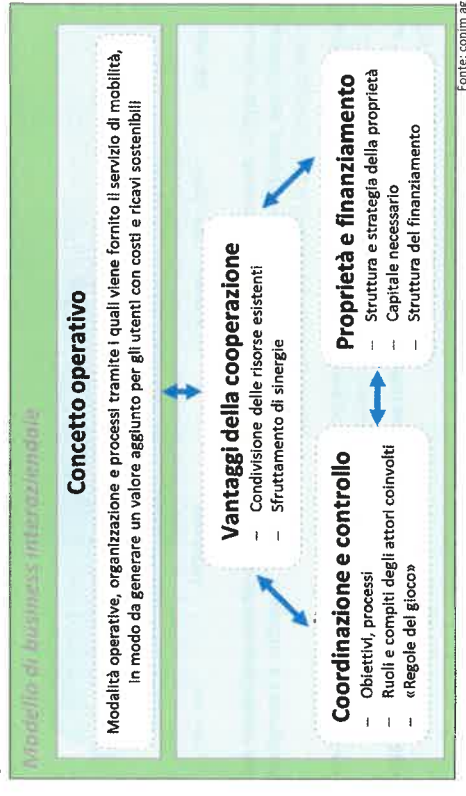 Modello di business interaziendale
Concetto operativo
Modalità operative, organizzazione e processi tramite i quali viene fornito il servizio di mobilità,
in modo da generare un valore aggiunto per gli utenti con costi e ricavi sostenibili
Vantaggi della cooperazione
– Condivisione delle risorse esistenti
– Sfruttamento di sinergie
Coordinazione e controllo
– Obiettivi, processi
– Ruoli e compiti degli attori coinvolti
– «Regole del gioco»
Proprietà e finanziamento
– Struttura e strategia della proprietà
– Capitale necessario
– Struttura del finanziamento
Fonte: conim ag